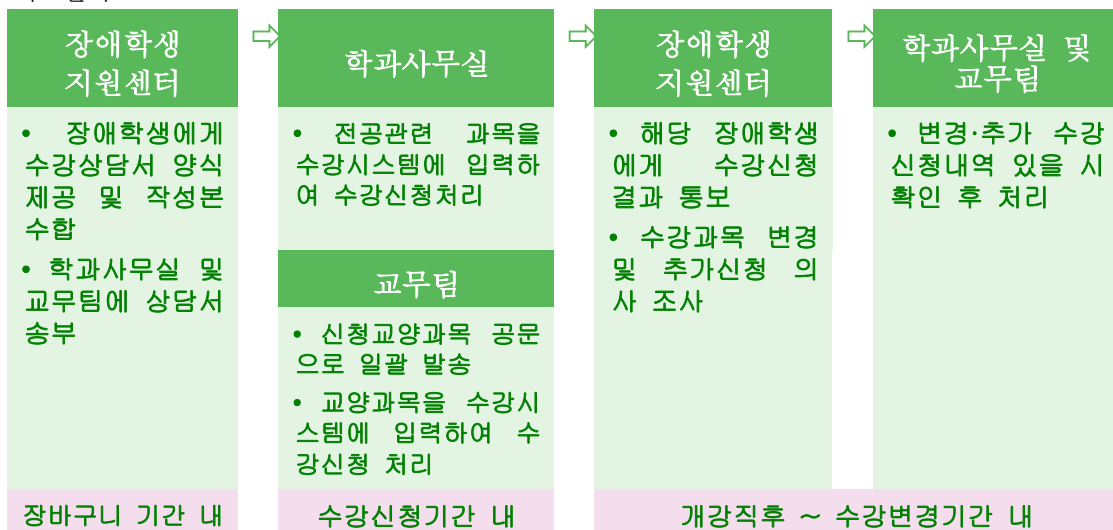 장애학생
지원센터
• 장애학생에게
수강상담서 양식
제공 및 작성본
수합
• 학과사무실 및
교무팀에 상담서
송부
장바구니 기간 내
학과사무실
• 전공관련 과목을
수강시스템에 입력하
여 수강신청처리
교무팀
• 신청교양과목 공문
으로 일괄 발송
• 교양과목을 수강시
스템에 입력하여 수
강신청 처리
수강신청기간 내
장애학생
지원센터
• 해당 장애학생
에게 수강신청
결과 통보
• 수강과목 변경
및 추가신청 의
사 조사
학과사무실 및
교무팀
• 변경·추가 수강
신청내역 있을 시
확인 후 처리
개강직후 ~ 수강변경기간 내